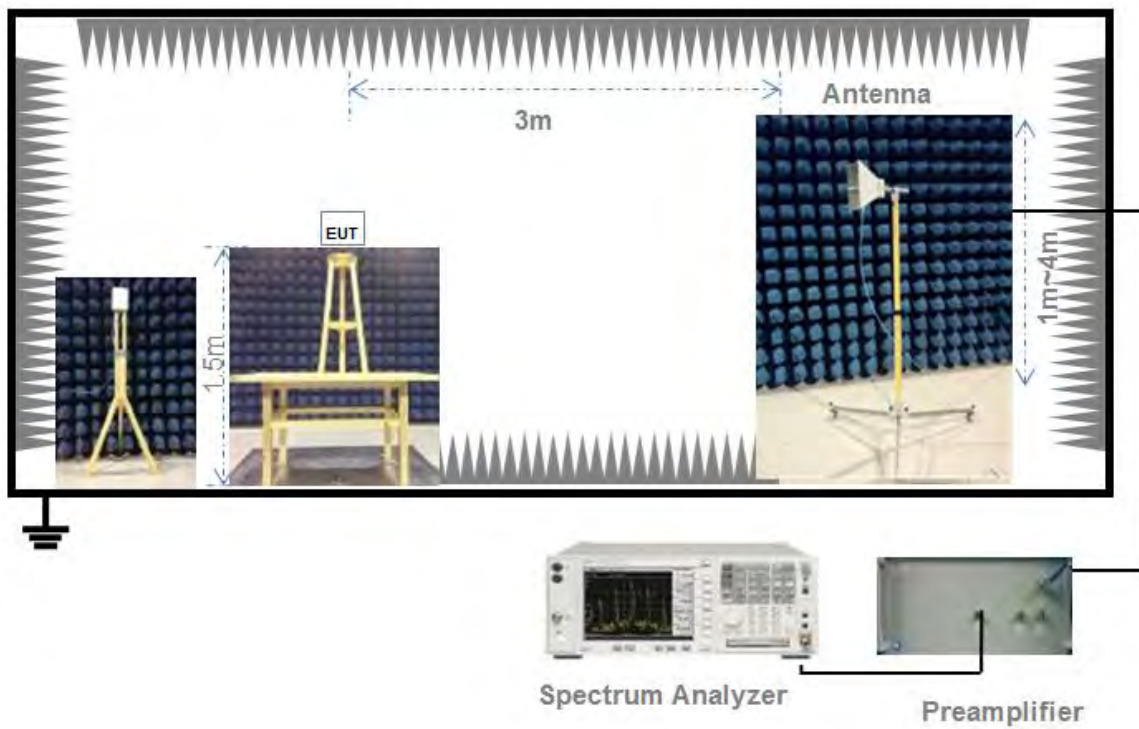 Antenna
3m
EUT
1.5m
1m~4m
Spectrum Analyzer
Preamplifier